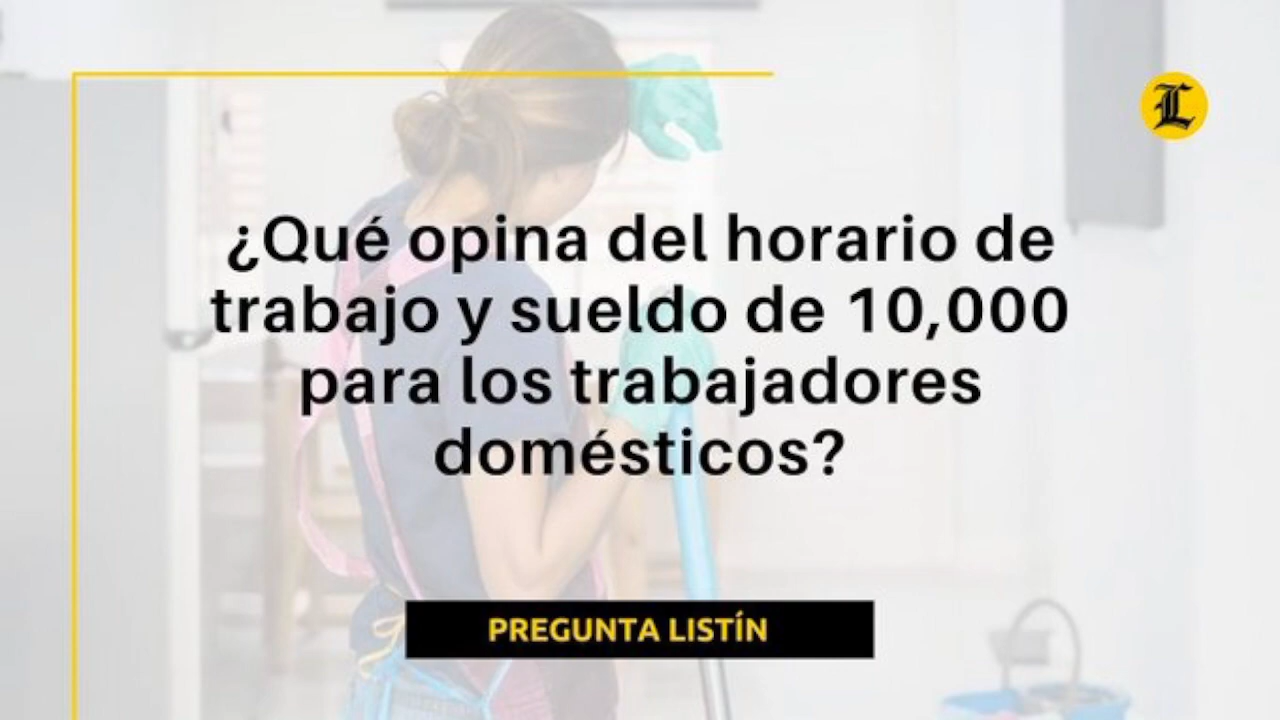 ¿Qué opina del horario de
trabajo y sueldo de 10,000
para los trabajadores
domésticos?
PREGUNTA LISTÍN